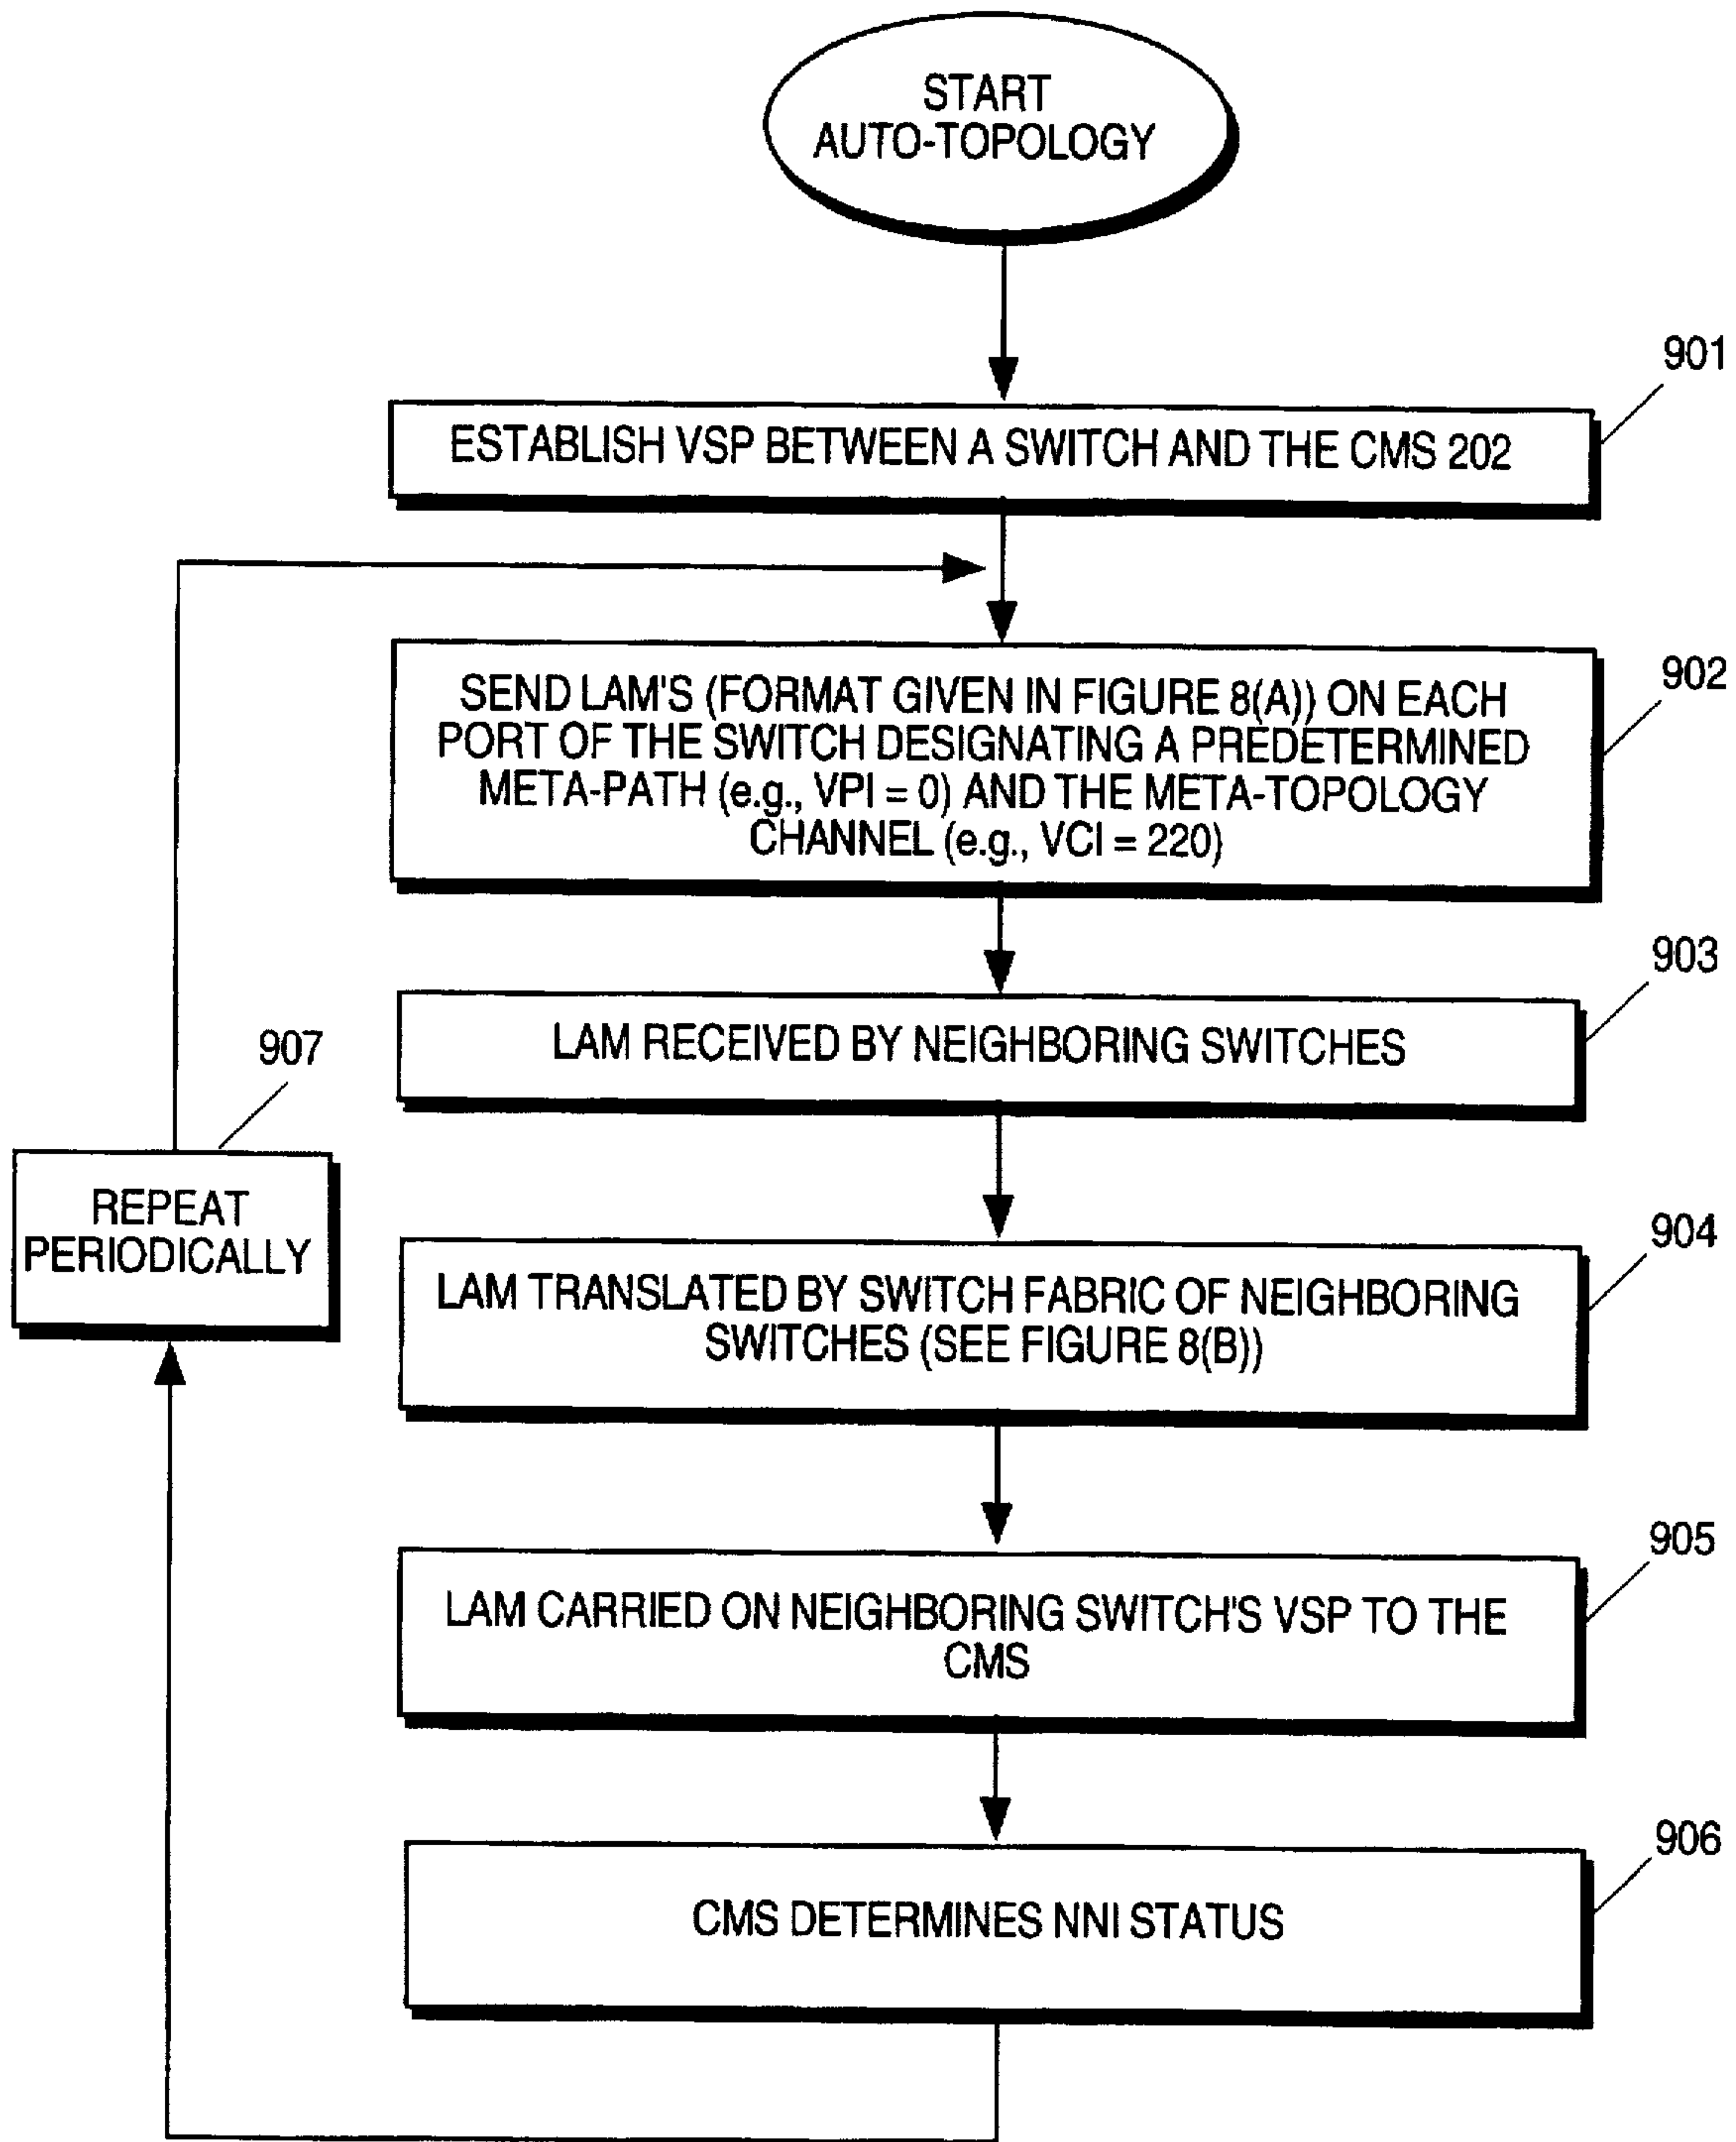 START
AUTO-TOPOLOGY
901
ESTABLISH VSP BETWEEN A SWITCH AND THE CMS 202
902
SEND LAM'S (FORMAT GIVEN IN FIGURE 8(A)) ON EACH
PORT OF THE SWITCH DESIGNATING A PREDETERMINED
META-PATH (e.g., VPI = 0) AND THE META-TOPOLOGY
CHANNEL (e.g., VCI = 220)
903
LAM RECEIVED BY NEIGHBORING SWITCHES
907
REPEAT
PERIODICALLY
904
LAM TRANSLATED BY SWITCH FABRIC OF NEIGHBORING
SWITCHES (SEE FIGURE 8(B))
905
LAM CARRIED ON NEIGHBORING SWITCH'S VSP TO THE
CMS
906
CMS DETERMINES NNI STATUS